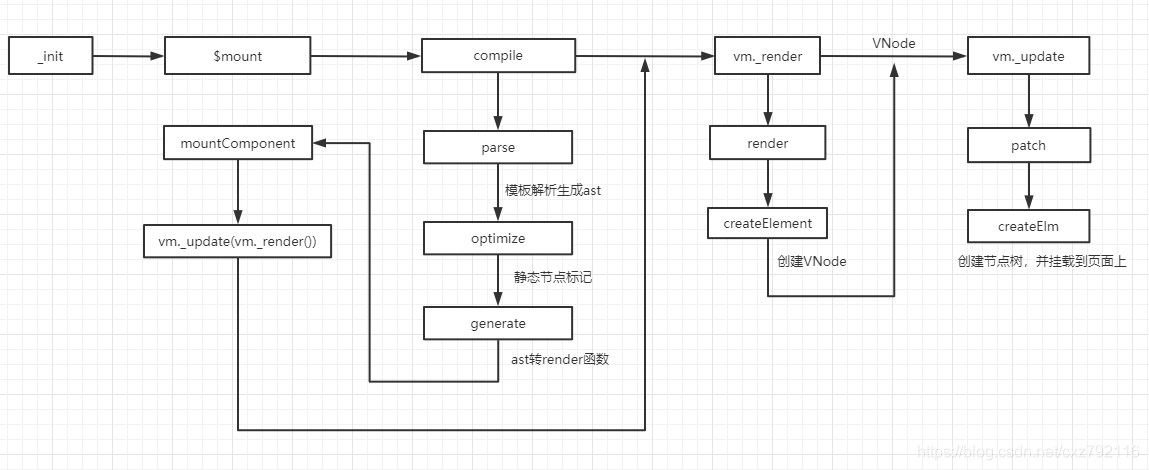 _init
$mount
compile
vm._render
VNode
vm._update
mountComponent
parse
render
patch
模板解析生成ast
vm._update(vm._render())
optimize
createElement
createElm
静态节点标记
创建VNode
创建节点树，并挂载到页面上
generate
ast转render函数
https://blog.csdn.net/cxz792116